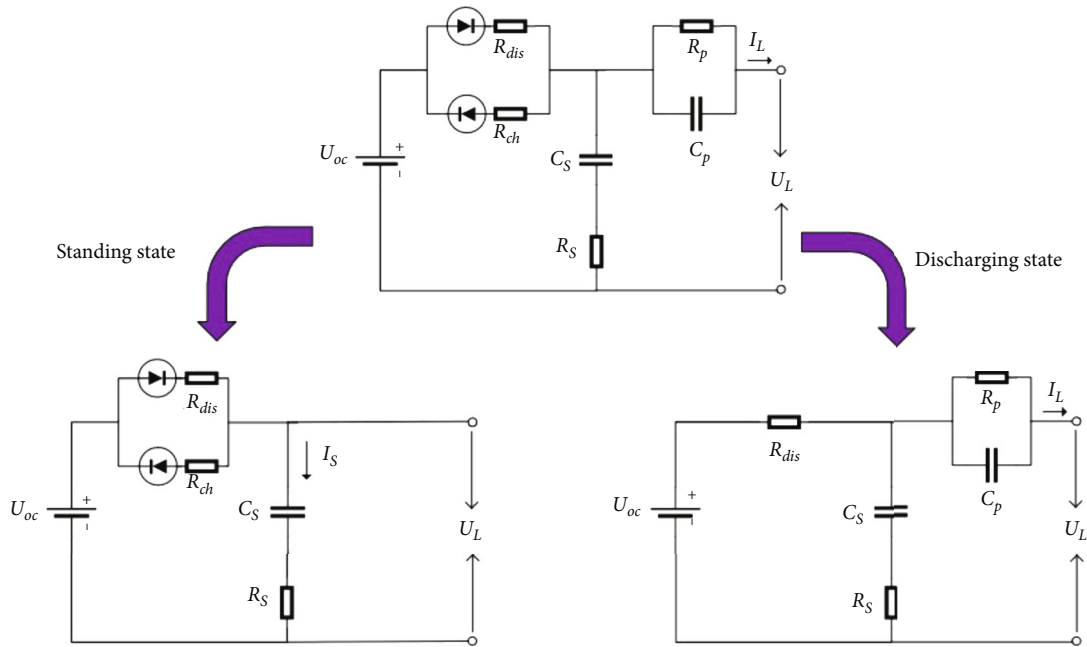 R_dis
R_ch
U_oc
+
-
C_S
R_S
R_p
C_p
I_L
U_L
Standing state
Discharging state
R_dis
R_ch
U_oc
+
-
I_S
C_S
R_S
U_L
R_dis
U_oc
+
-
C_S
R_S
R_p
C_p
I_L
U_L